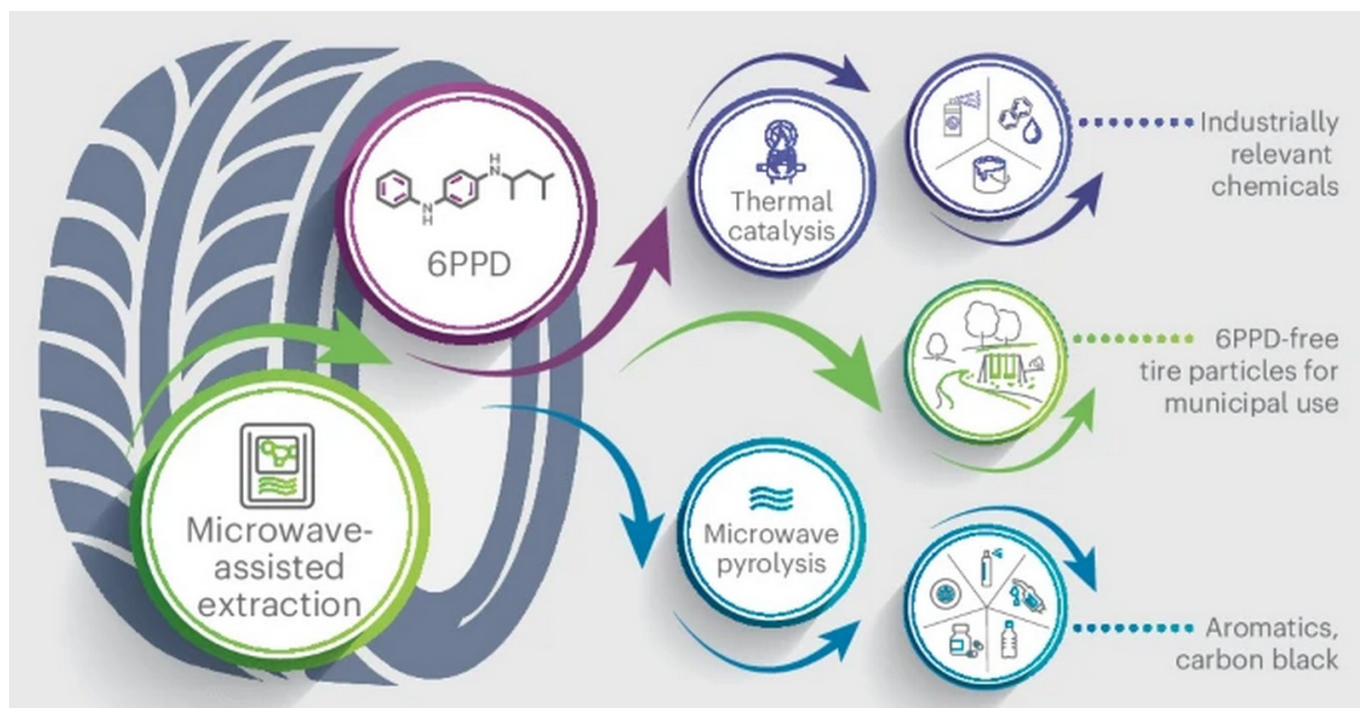 H
N
N
H
6PPD
Microwave-
assisted
extraction
Thermal
catalysis
Industrially
relevant
chemicals
6PPD-free
tire particles for
municipal use
Microwave
pyrolysis
Aromatics,
carbon black